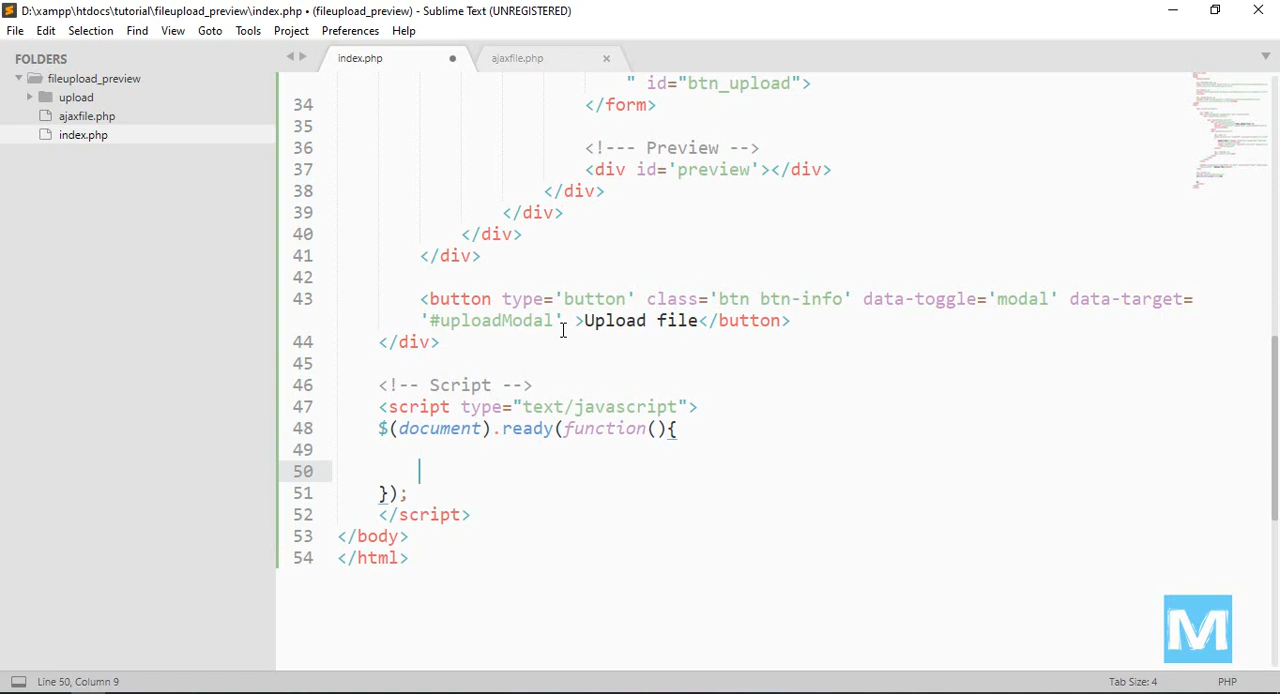 D:\xampp\htdocs\tutorial\fileupload_preview\index.php • (fileupload_preview) - Sublime Text (UNREGISTERED)
File Edit Selection Find View Goto Tools Project Preferences Help
FOLDERS
fileupload_preview
upload
ajaxfile.php
index.php
index.php ajaxfile.php
" id="btn_upload">
34 </form>
35
36 <!--- Preview -->
37 <div id='preview'></div>
38 </div>
39 </div>
40 </div>
41 </div>
42
43 <button type='button' class='btn btn-info' data-toggle='modal' data-target=
'#uploadModal' >Upload file</button>
44 </div>
45
46 <!-- Script -->
47 <script type="text/javascript">
48 $(document).ready(function(){
49
50
51 });
52 </script>
53 </body>
54 </html>
M
Line 50, Column 9 Tab Size: 4 PHP